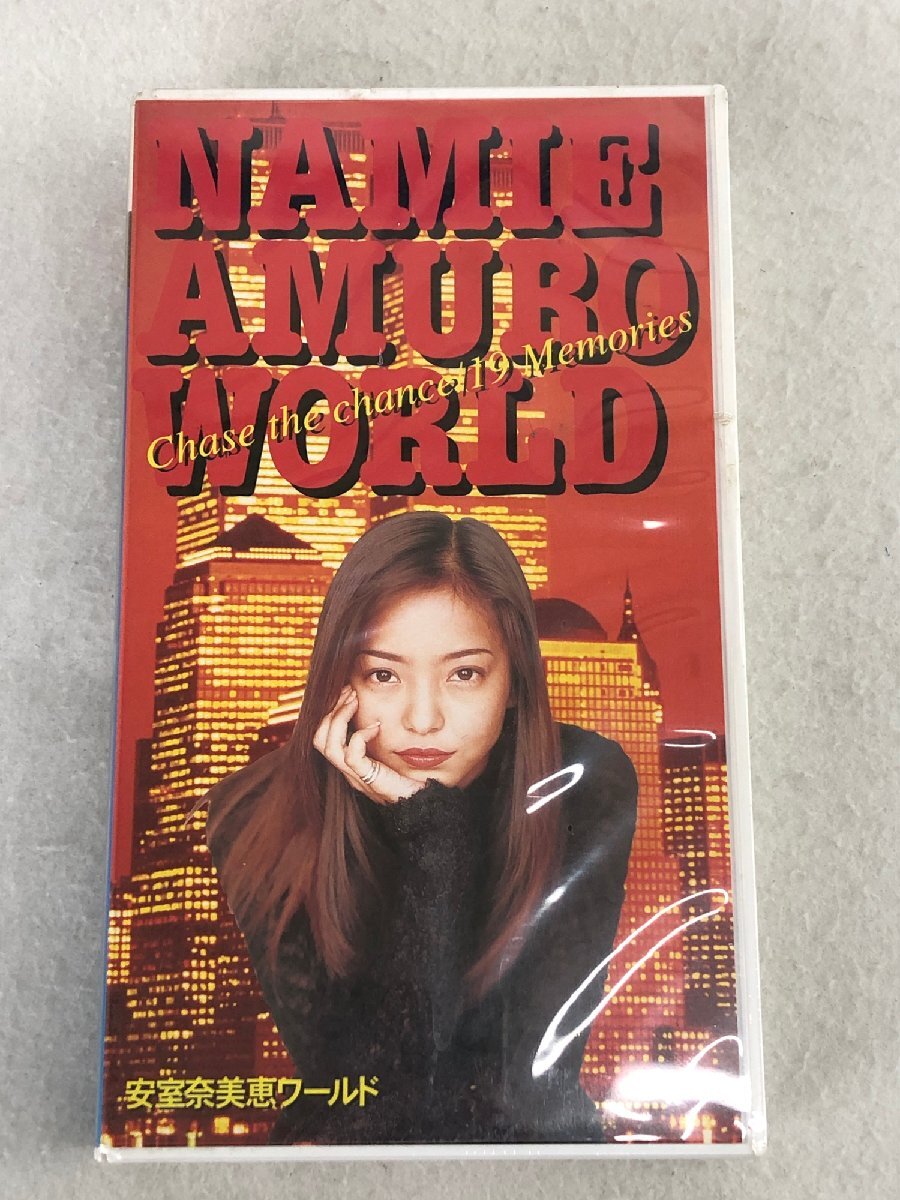 NAMIE
AMURO
WORLD
Chase the chance!19 Memories
安室奈美恵ワールド